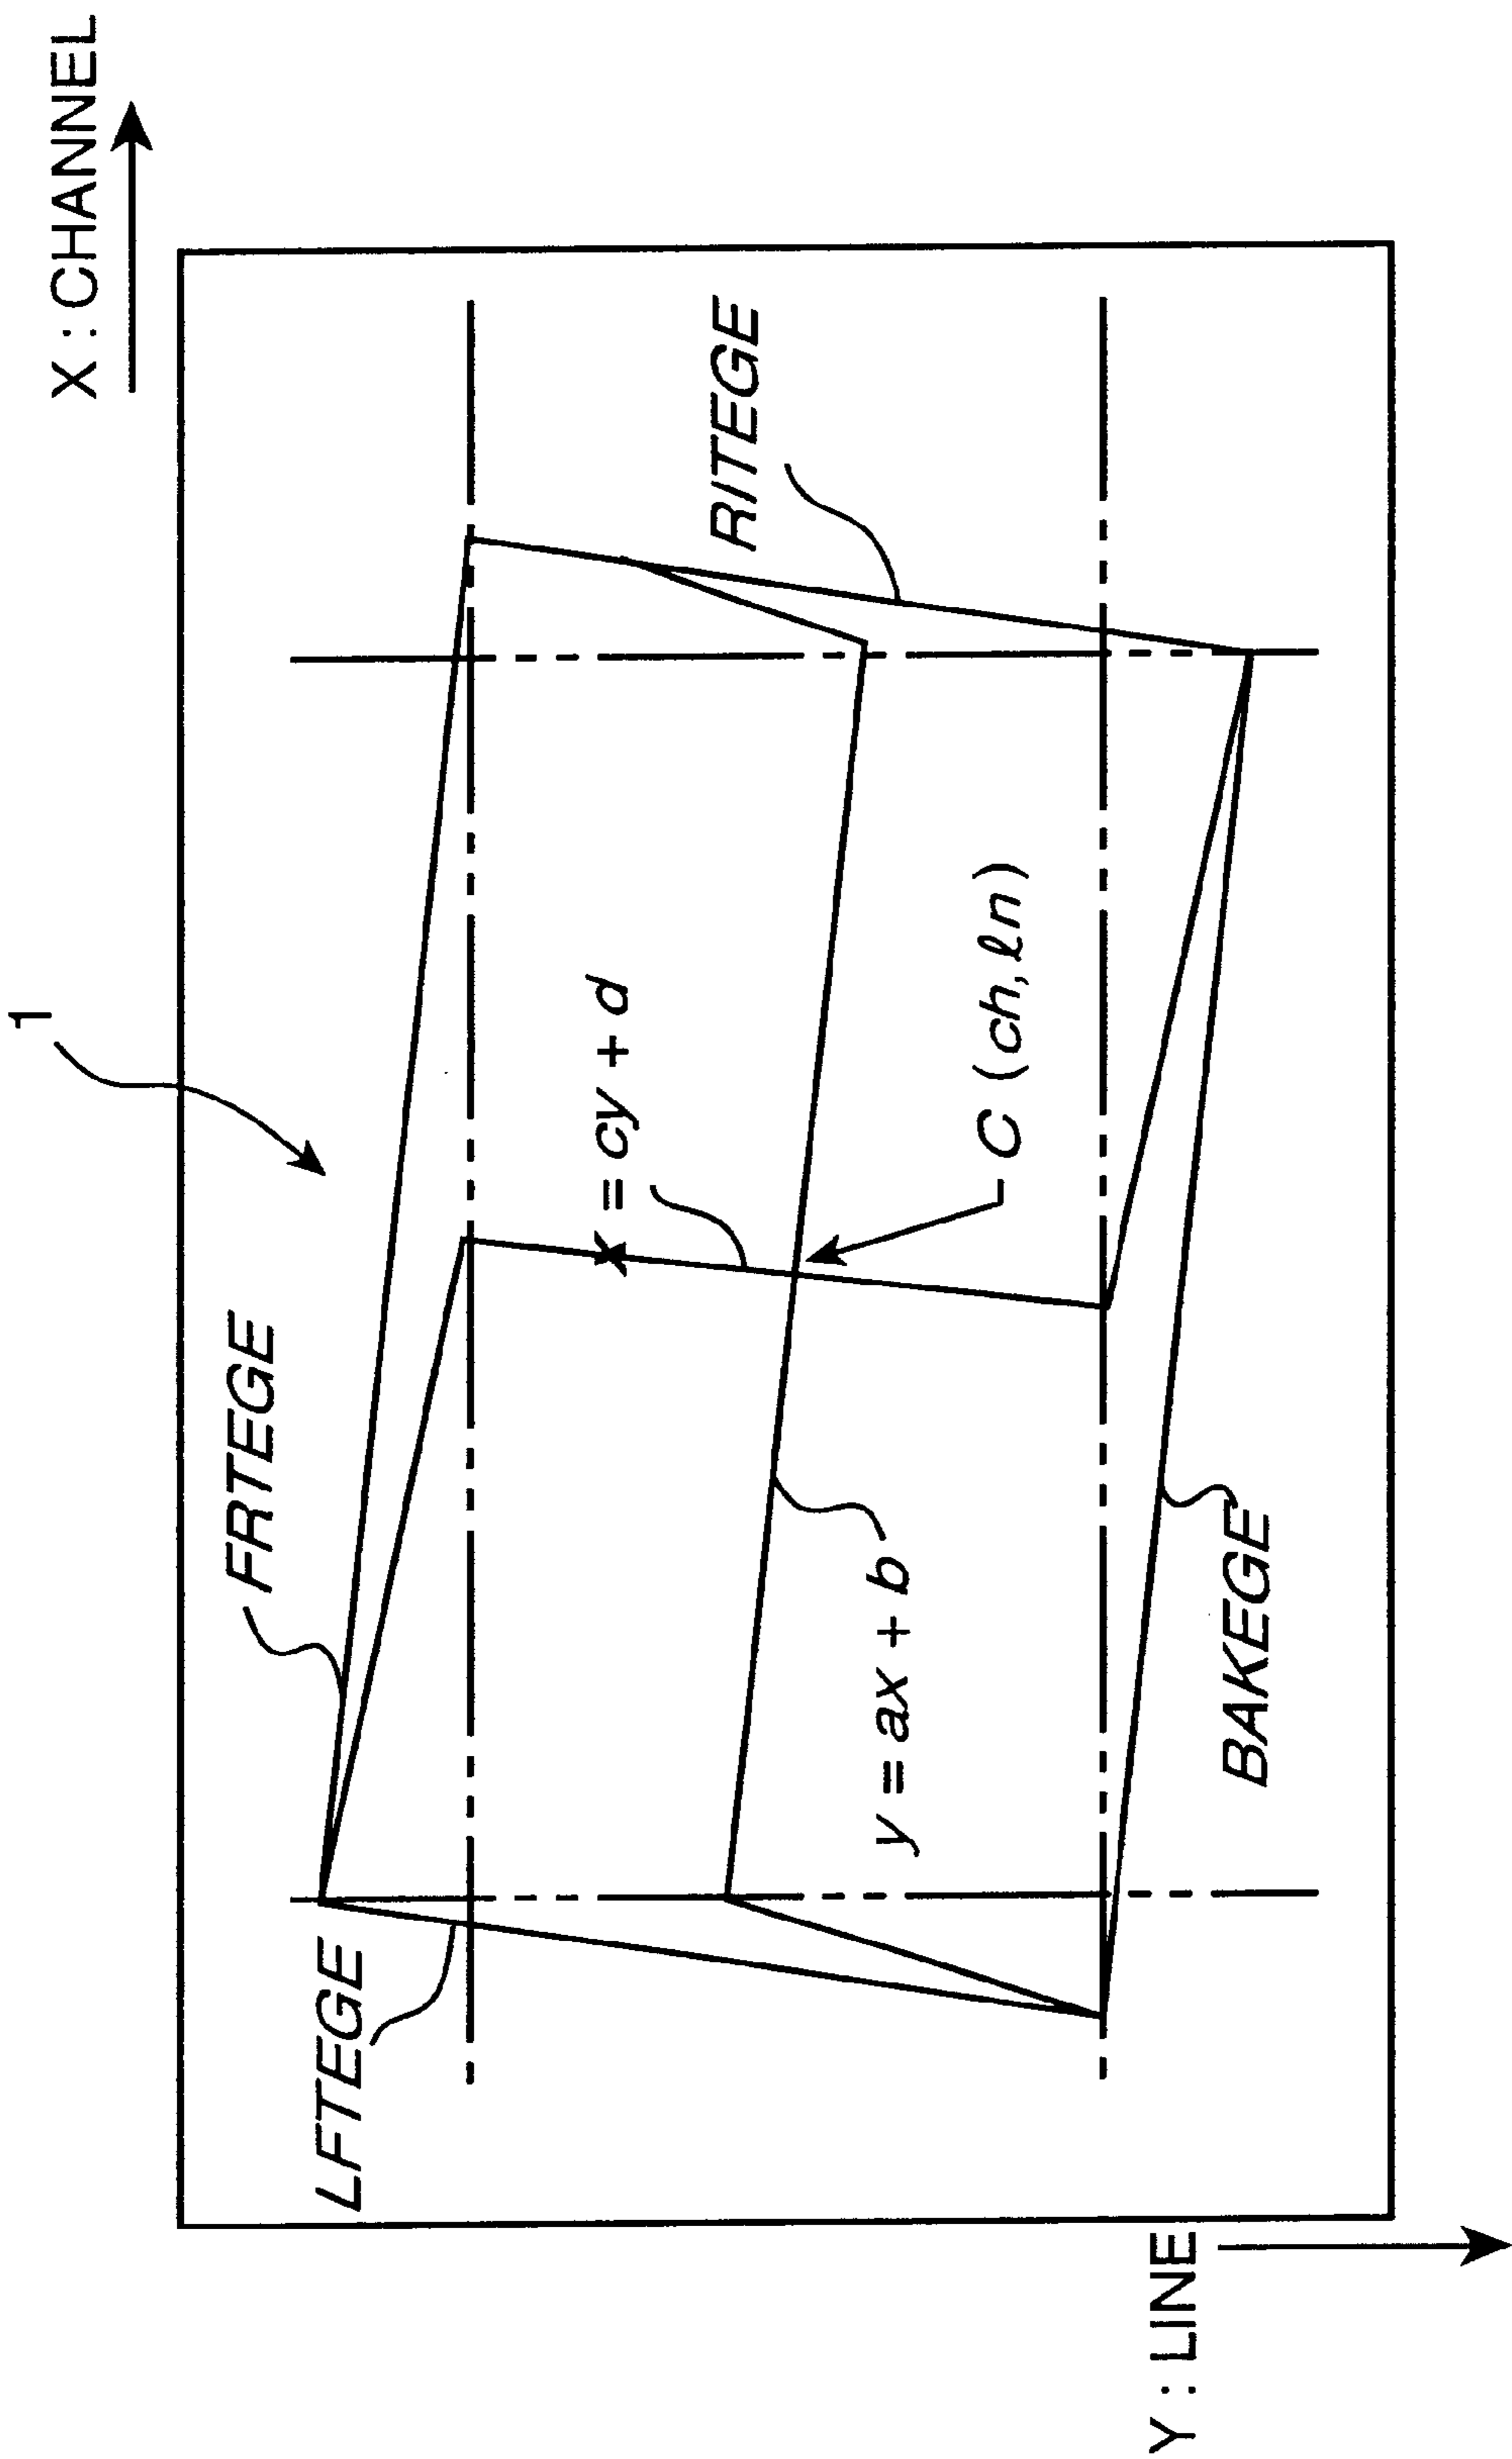 X : CHANNEL
1
FRTEGE
LFTEGE
x = cy + d
RITEGE
y = ax + b
C (ch, ℓn)
BAKEGE
Y : LINE